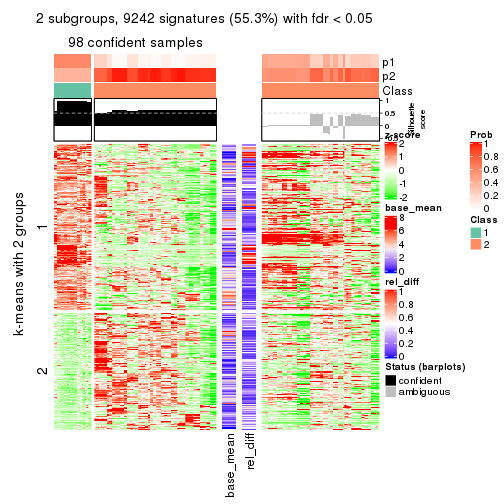 2 subgroups, 9242 signatures (55.3%) with fdr < 0.05
98 confident samples
p1
p2
Class
1
0.5
0
-0.5
Silhouette
score
k-means with 2 groups
1
2
base_mean
rel_diff
z-score
2
1
0
-1
-2
base_mean
8
6
4
2
0
rel_diff
1
0.8
0.6
0.4
0.2
0
Status (barplots)
confident
ambiguous
Prob
1
0.8
0.6
0.4
0.2
0
Class
1
2